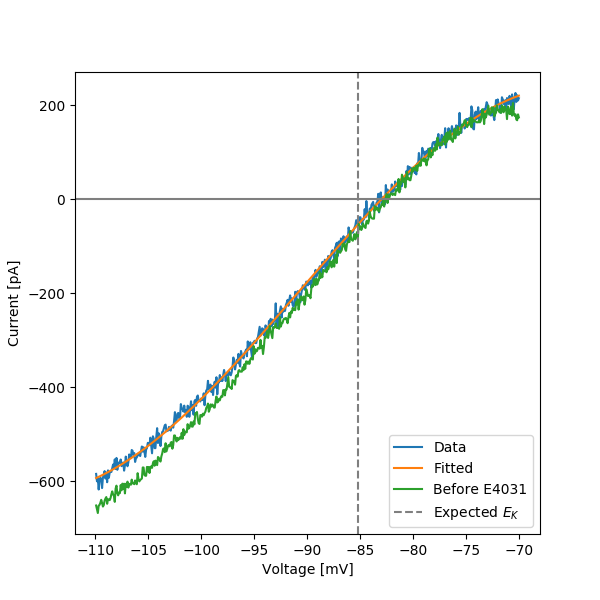 200
0
−200
−400
−600
Current [pA]
Data
Fitted
Before E4031
Expected $E_K$
−110 −105 −100 −95 −90 −85 −80 −75 −70
Voltage [mV]